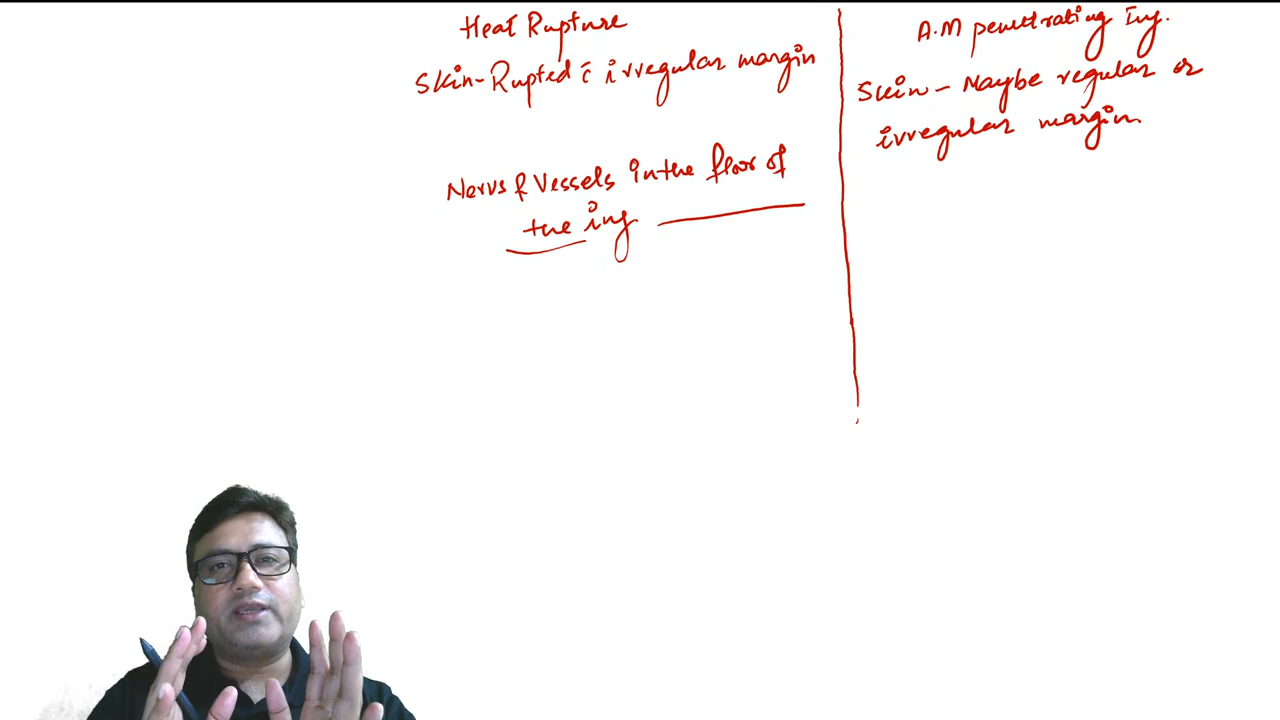 Heat Rupture
Skin-Rupted c̄ irregular margin
Nervs & Vessels in the floor of
the inj
A.M penetrating Inj.
Skin - Maybe regular or
irregular margin.